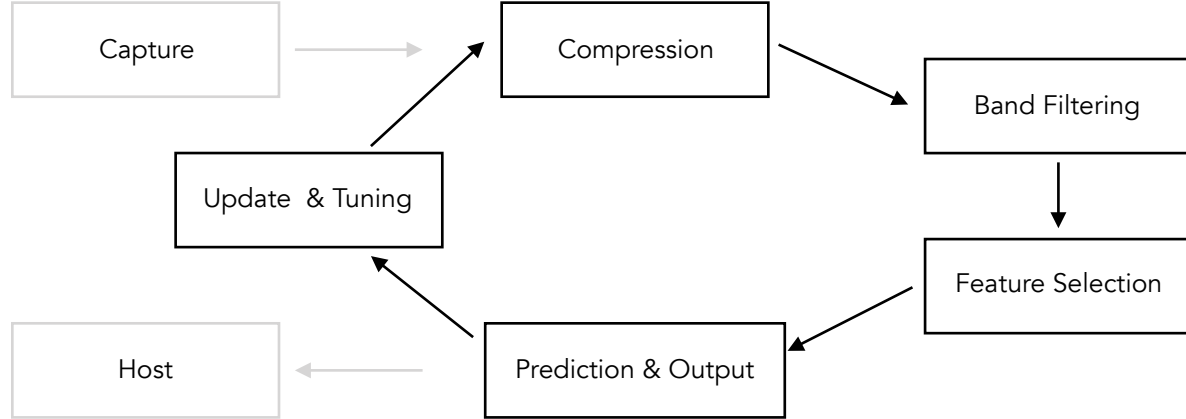 Capture
Compression
Band Filtering
Update & Tuning
Feature Selection
Host
Prediction & Output